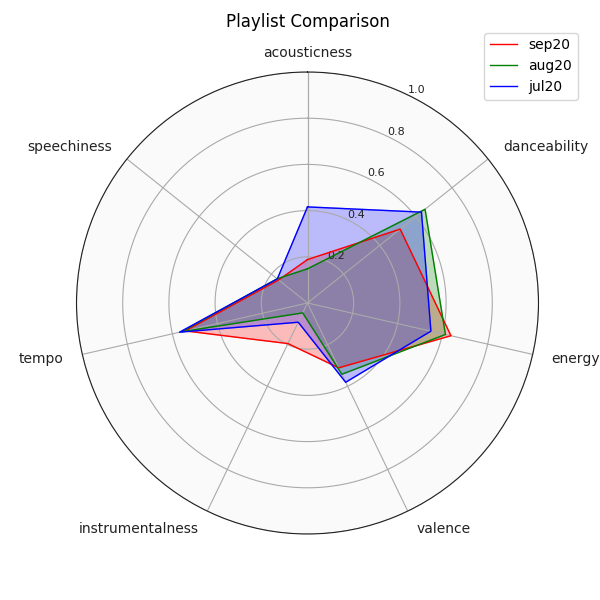 Playlist Comparison
sep20
aug20
jul20
acousticness
danceability
energy
valence
instrumentalness
tempo
speechiness
1.0
0.8
0.6
0.4
0.2